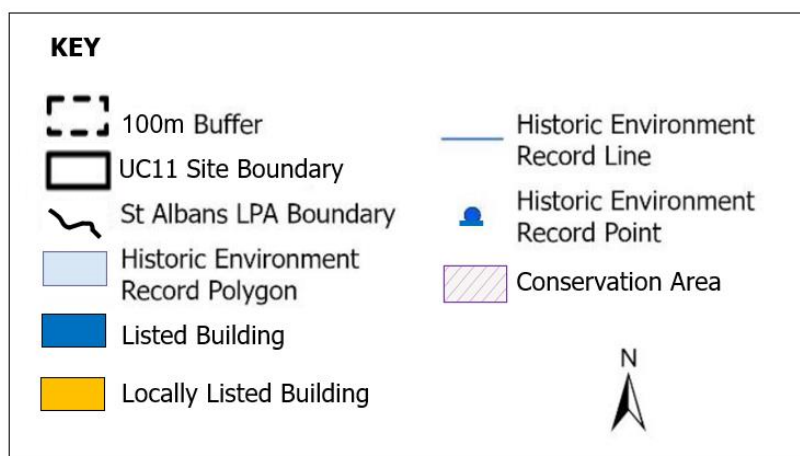 KEY
100m Buffer
UC11 Site Boundary
St Albans LPA Boundary
Historic Environment
Record Polygon
Listed Building
Locally Listed Building
Historic Environment
Record Line
Historic Environment
Record Point
Conservation Area
N